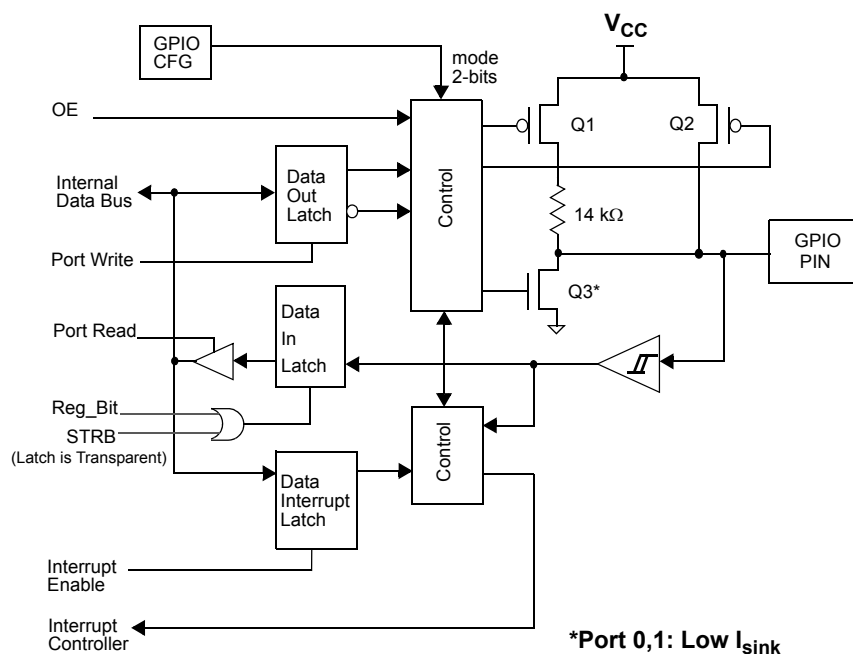 GPIO
CFG
mode
2-bits
V_CC
OE
Q1
Q2
Internal
Data Bus
Data
Out
Latch
Control
14 kΩ
GPIO
PIN
Port Write
Q3*
Port Read
Data
In
Latch
Reg_Bit
STRB
(Latch is Transparent)
Control
Data
Interrupt
Latch
Interrupt
Enable
Interrupt
Controller
*Port 0,1: Low I_sink